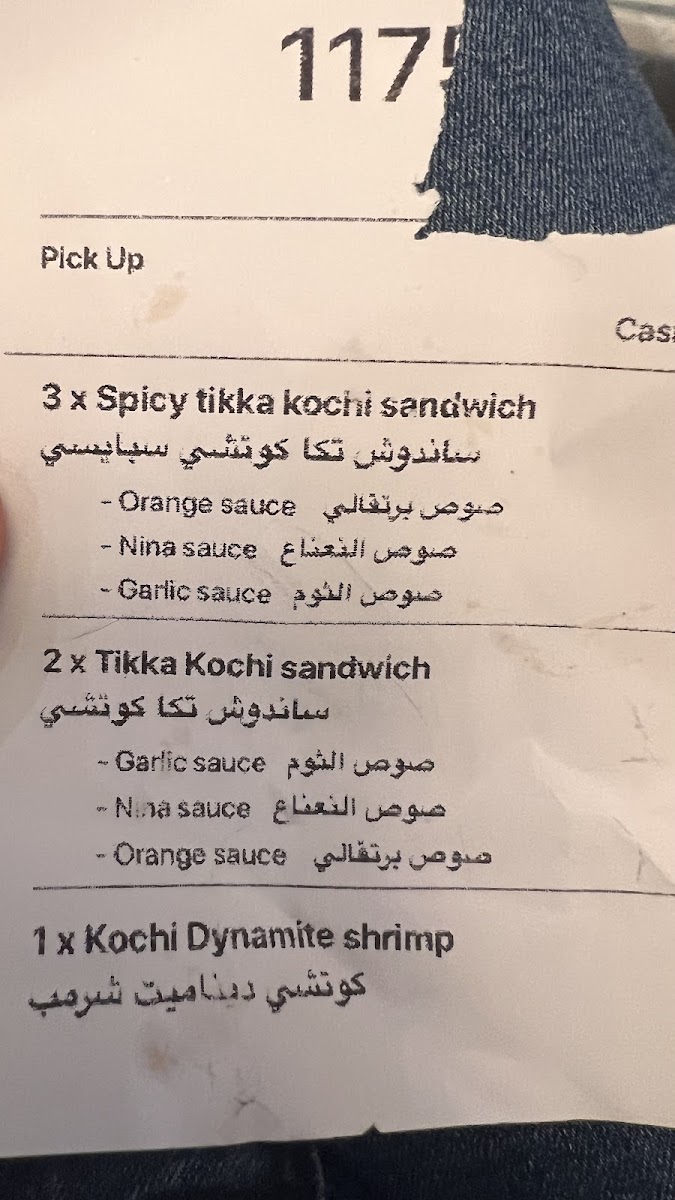 117
Pick Up
3 x Spicy tikka kochi sandwich
ساندوش تكا كوتشي سبايسي
- Orange sauce صوص برتقالي
- Nina sauce صوص النعناع
- Garlic sauce صوص الثوم
2 x Tikka Kochi sandwich
ساندوش تكا كوتشي
- Garlic sauce صوص الثوم
- Nina sauce صوص النعناع
- Orange sauce صوص برتقالي
1 x Kochi Dynamite shrimp
كوتشي ديناميت شرمب